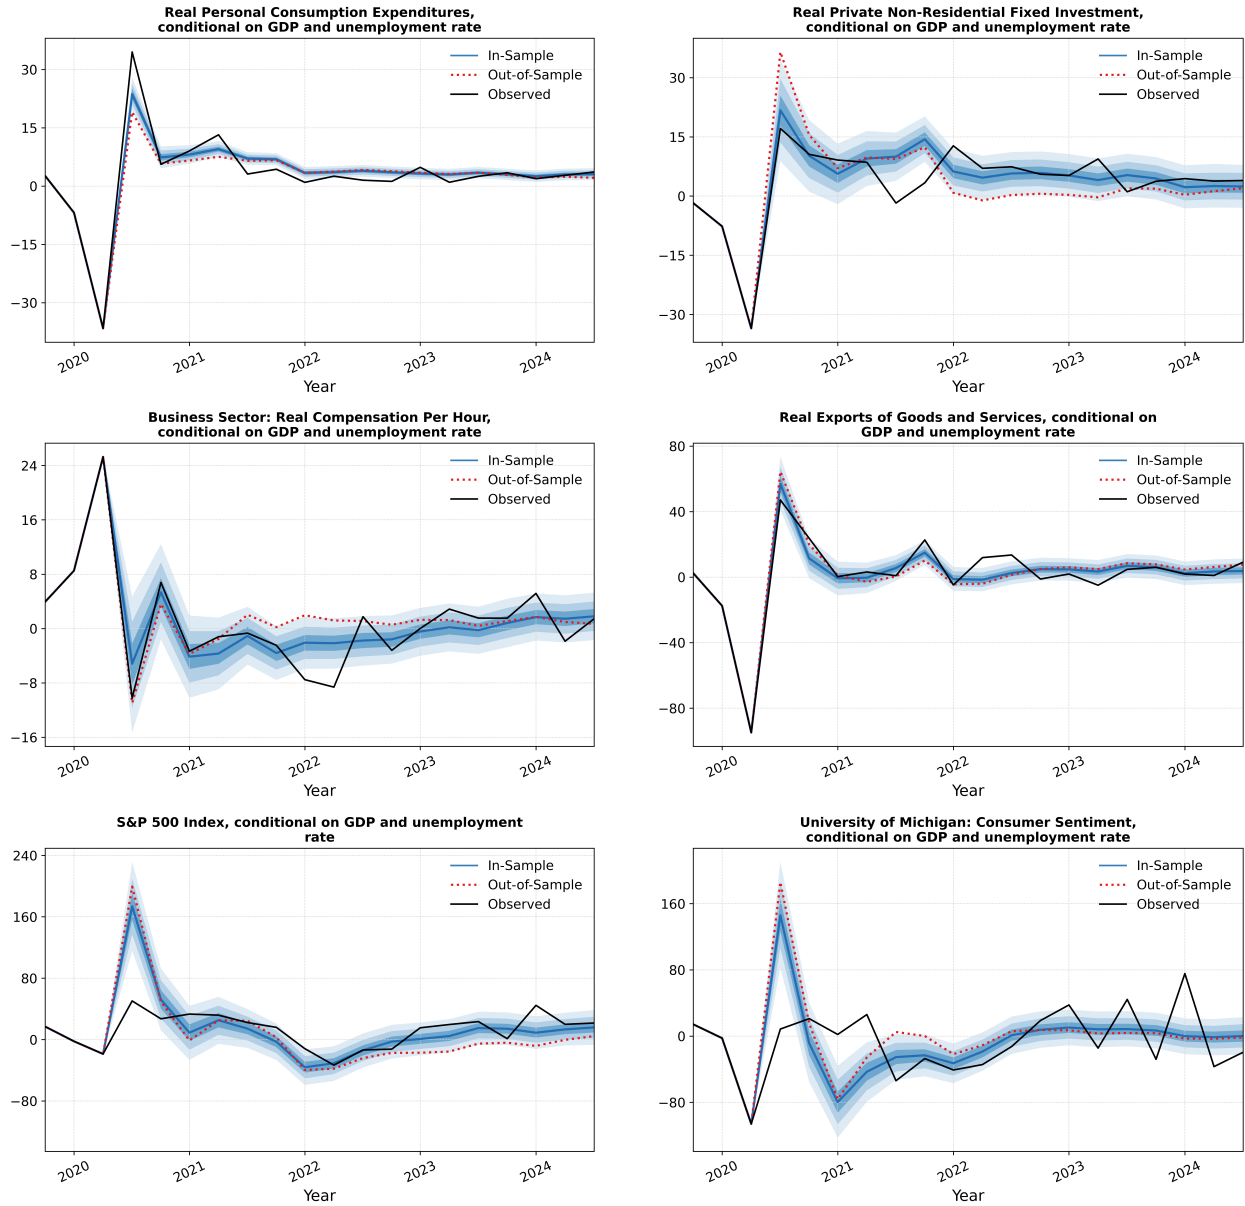 Real Personal Consumption Expenditures,
conditional on GDP and unemployment rate
In-Sample
Out-of-Sample
Observed
30
15
0
−15
−30
2020
2021
2022
2023
2024
Year
Real Private Non-Residential Fixed Investment,
conditional on GDP and unemployment rate
In-Sample
Out-of-Sample
Observed
30
15
0
−15
−30
2020
2021
2022
2023
2024
Year
Business Sector: Real Compensation Per Hour,
conditional on GDP and unemployment rate
In-Sample
Out-of-Sample
Observed
24
16
8
0
−8
−16
2020
2021
2022
2023
2024
Year
Real Exports of Goods and Services, conditional on
GDP and unemployment rate
In-Sample
Out-of-Sample
Observed
80
40
0
−40
−80
2020
2021
2022
2023
2024
Year
S&P 500 Index, conditional on GDP and unemployment
rate
In-Sample
Out-of-Sample
Observed
240
160
80
0
−80
2020
2021
2022
2023
2024
Year
University of Michigan: Consumer Sentiment,
conditional on GDP and unemployment rate
In-Sample
Out-of-Sample
Observed
160
80
0
−80
2020
2021
2022
2023
2024
Year